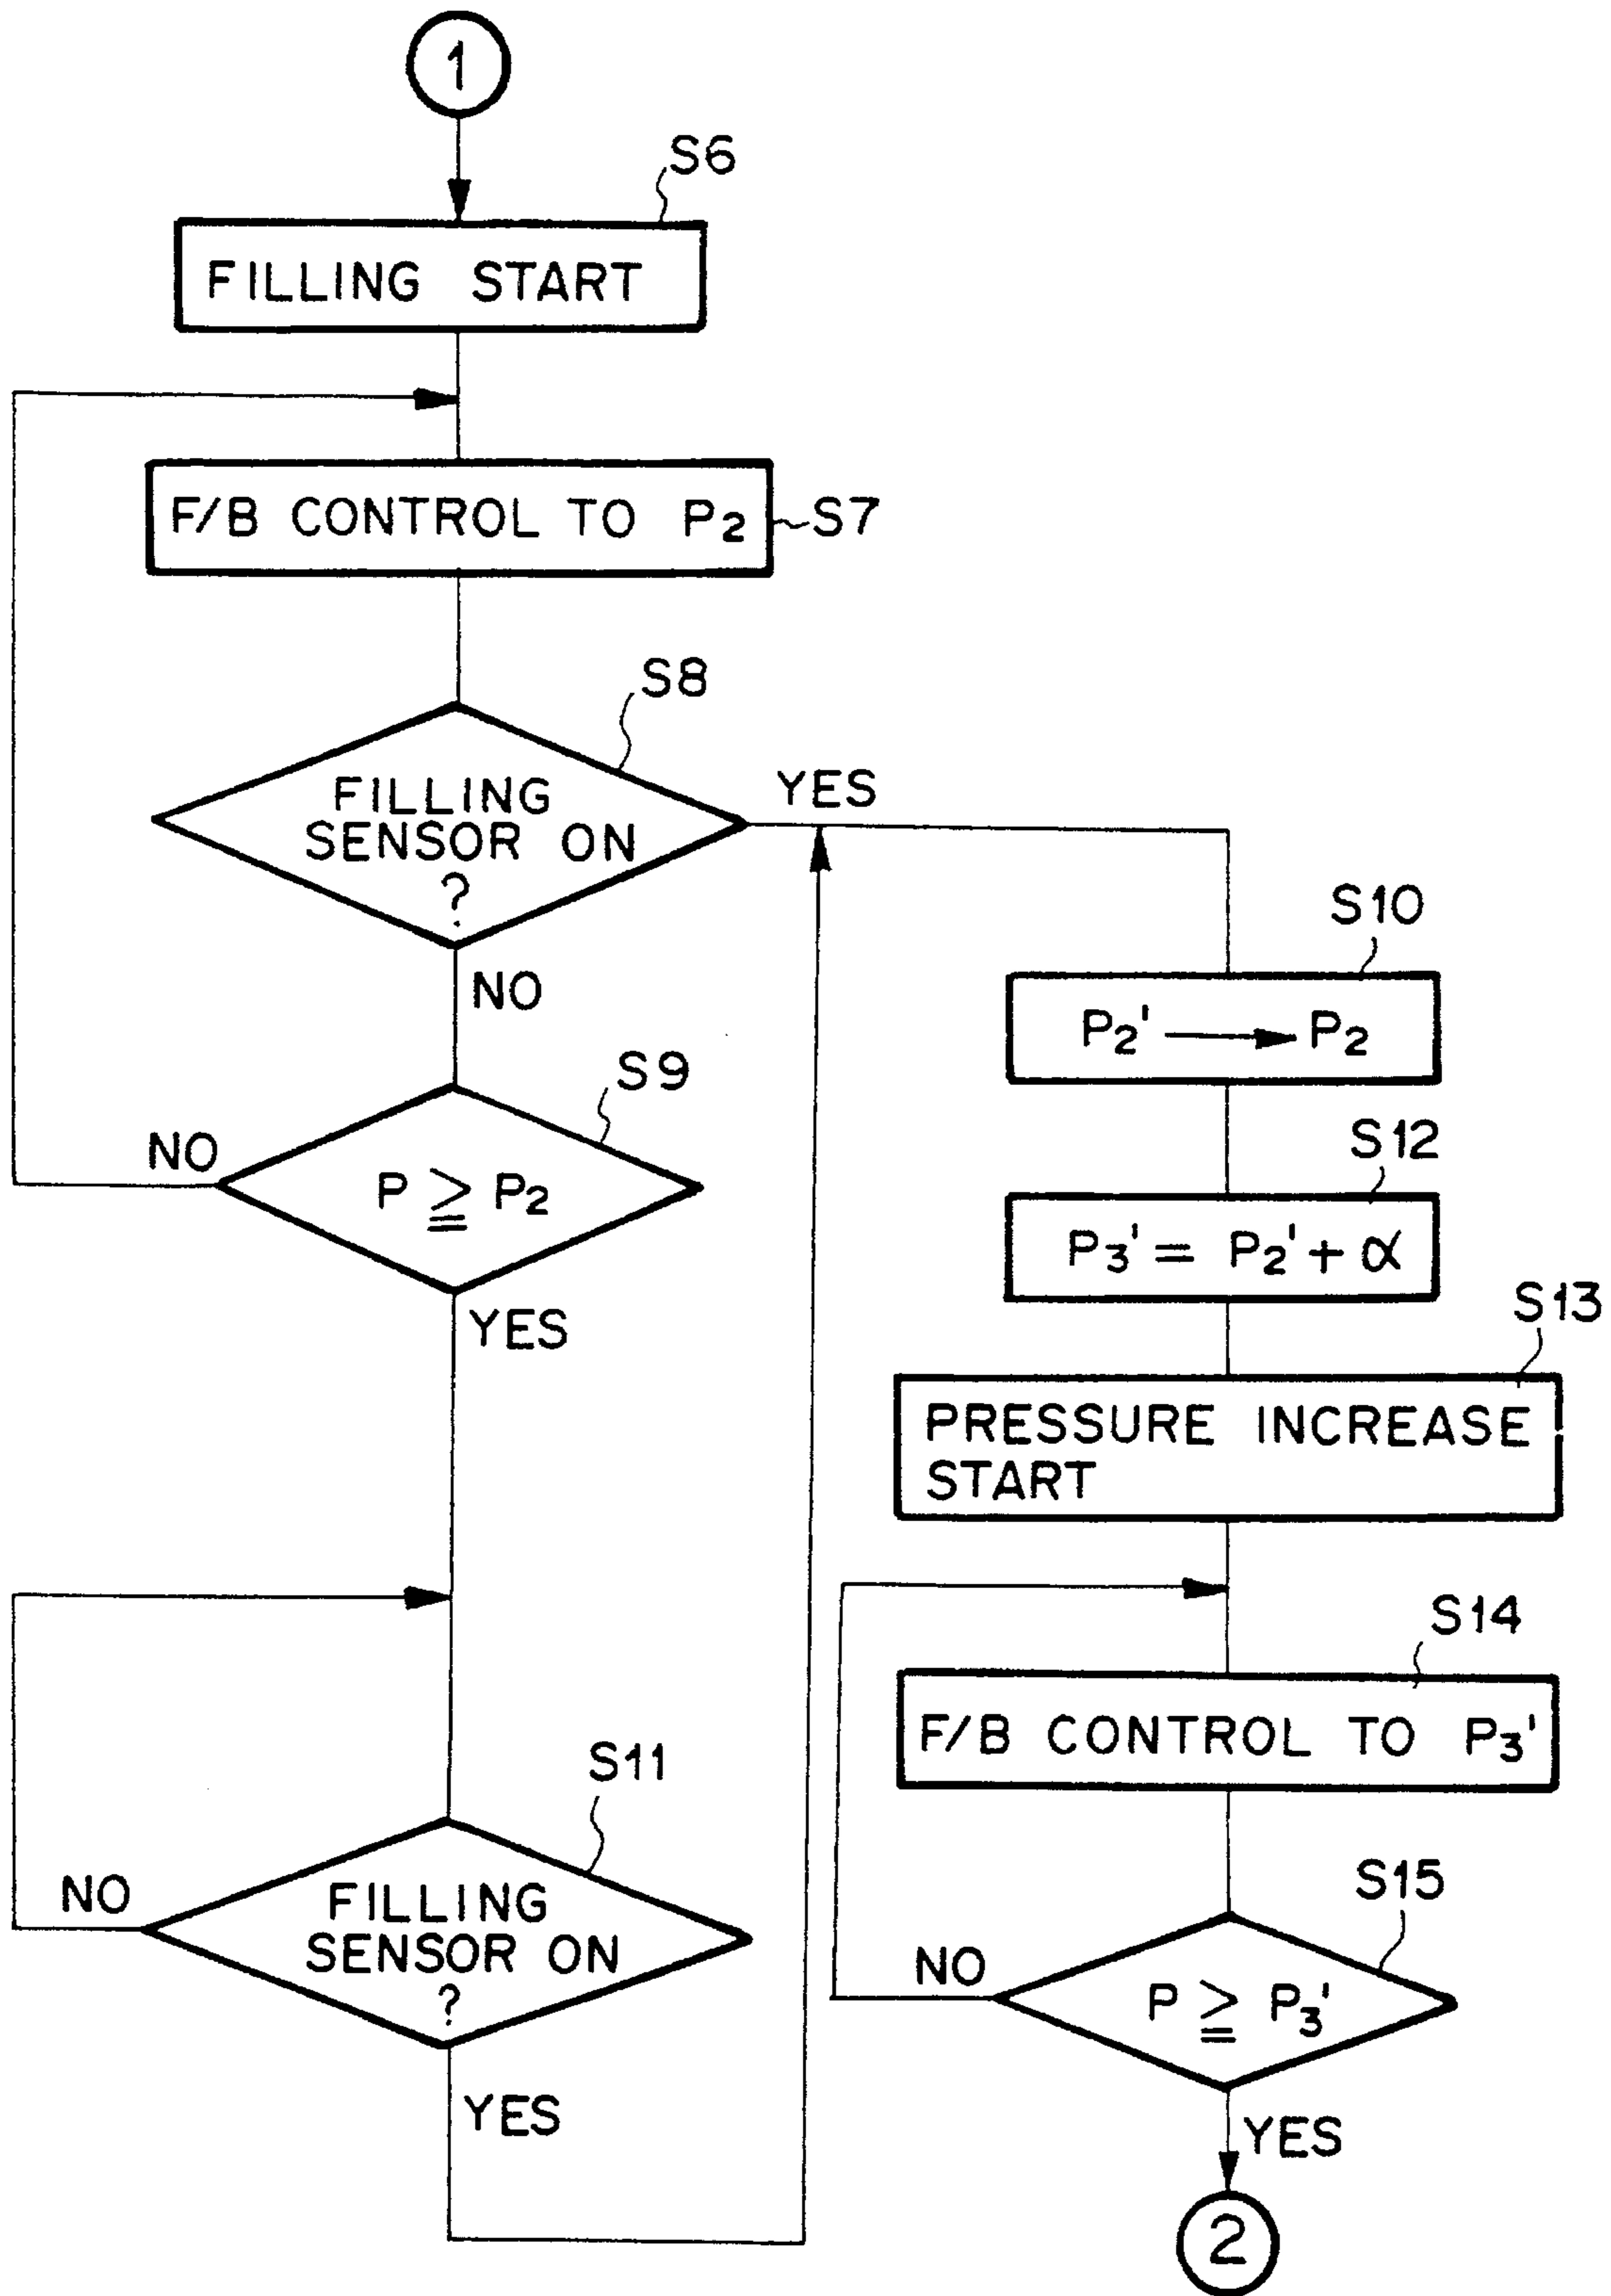 1
S6
FILLING START
F/B CONTROL TO P2
S7
S8
FILLING
SENSOR ON
?
YES
NO
S9
P ≧ P2
NO
YES
S11
FILLING
SENSOR ON
?
NO
YES
S10
P2' → P2
S12
P3' = P2' + α
S13
PRESSURE INCREASE
START
S14
F/B CONTROL TO P3'
S15
P ≧ P3'
NO
YES
2